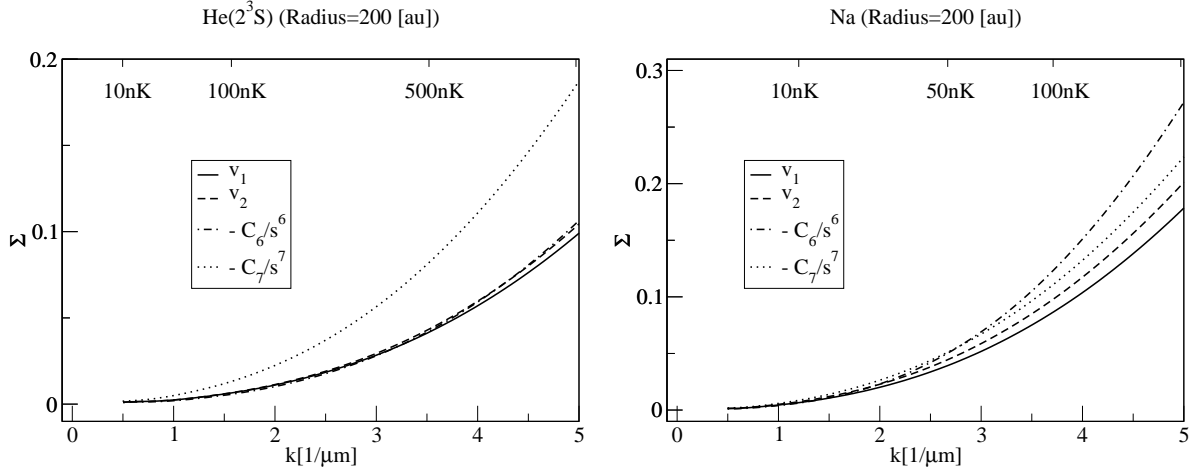 He(2³S) (Radius=200 [au])
0.2
0.1
0
Σ
10nK
100nK
500nK
v₁
v₂
- C₆/s⁶
- C₇/s⁷
0
1
2
3
4
5
k[1/μm]
Na (Radius=200 [au])
0.3
0.2
0.1
0
Σ
10nK
50nK
100nK
v₁
v₂
- C₆/s⁶
- C₇/s⁷
0
1
2
3
4
5
k[1/μm]